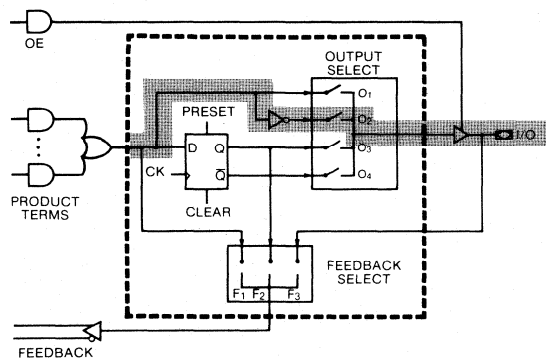 OE
OUTPUT
SELECT
O1
PRESET
O2
I/O
D Q
O3
CK
Q
O4
PRODUCT
TERMS
CLEAR
F1 F2 F3
FEEDBACK
SELECT
FEEDBACK